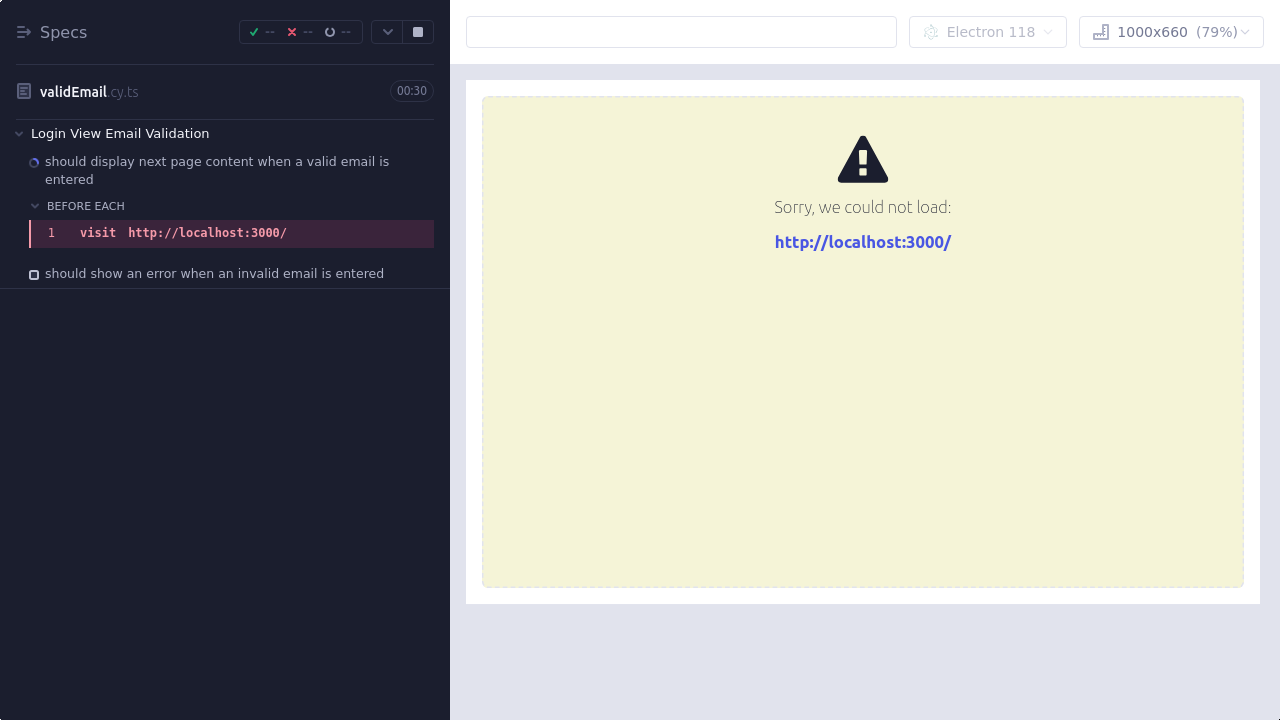 Specs
--
--
--
validEmail.cy.ts
00:30
Login View Email Validation
should display next page content when a valid email is
entered
BEFORE EACH
1 visit http://localhost:3000/
should show an error when an invalid email is entered
Electron 118
1000x660 (79%)
Sorry, we could not load:
http://localhost:3000/